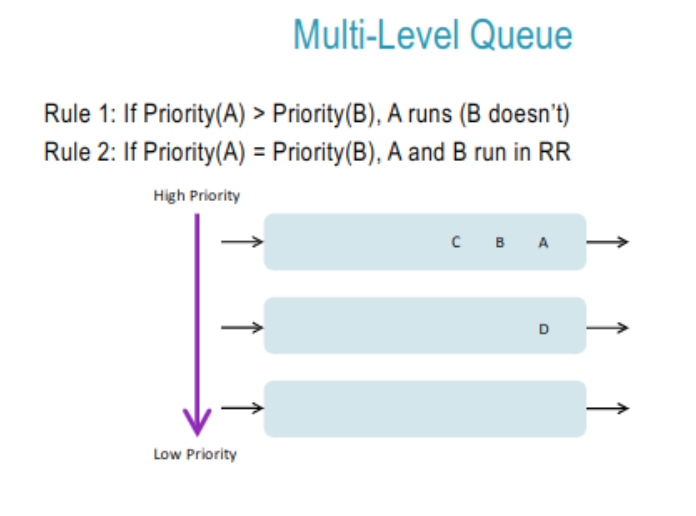 Multi-Level Queue
Rule 1: If Priority(A) > Priority(B), A runs (B doesn't)
Rule 2: If Priority(A) = Priority(B), A and B run in RR
High Priority
C B A
D
Low Priority